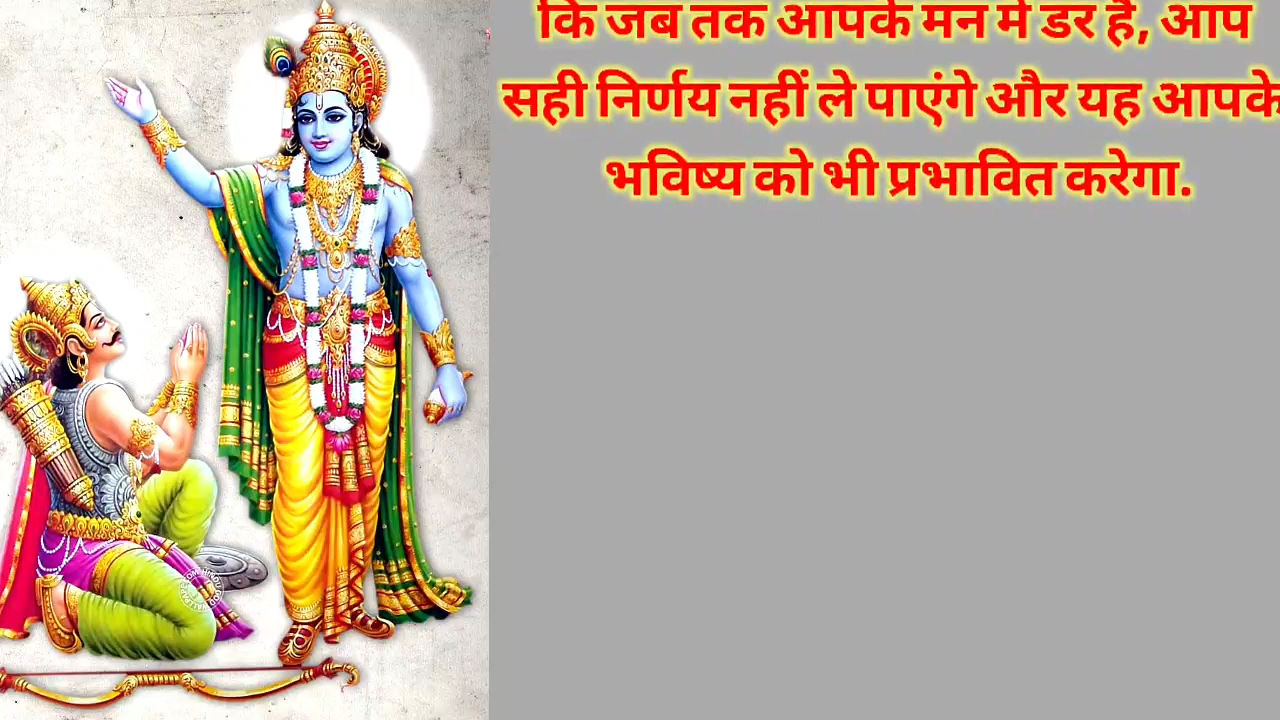 कि जब तक आपके मन में डर है, आप
सही निर्णय नहीं ले पाएंगे और यह आपके
भविष्य को भी प्रभावित करेगा.